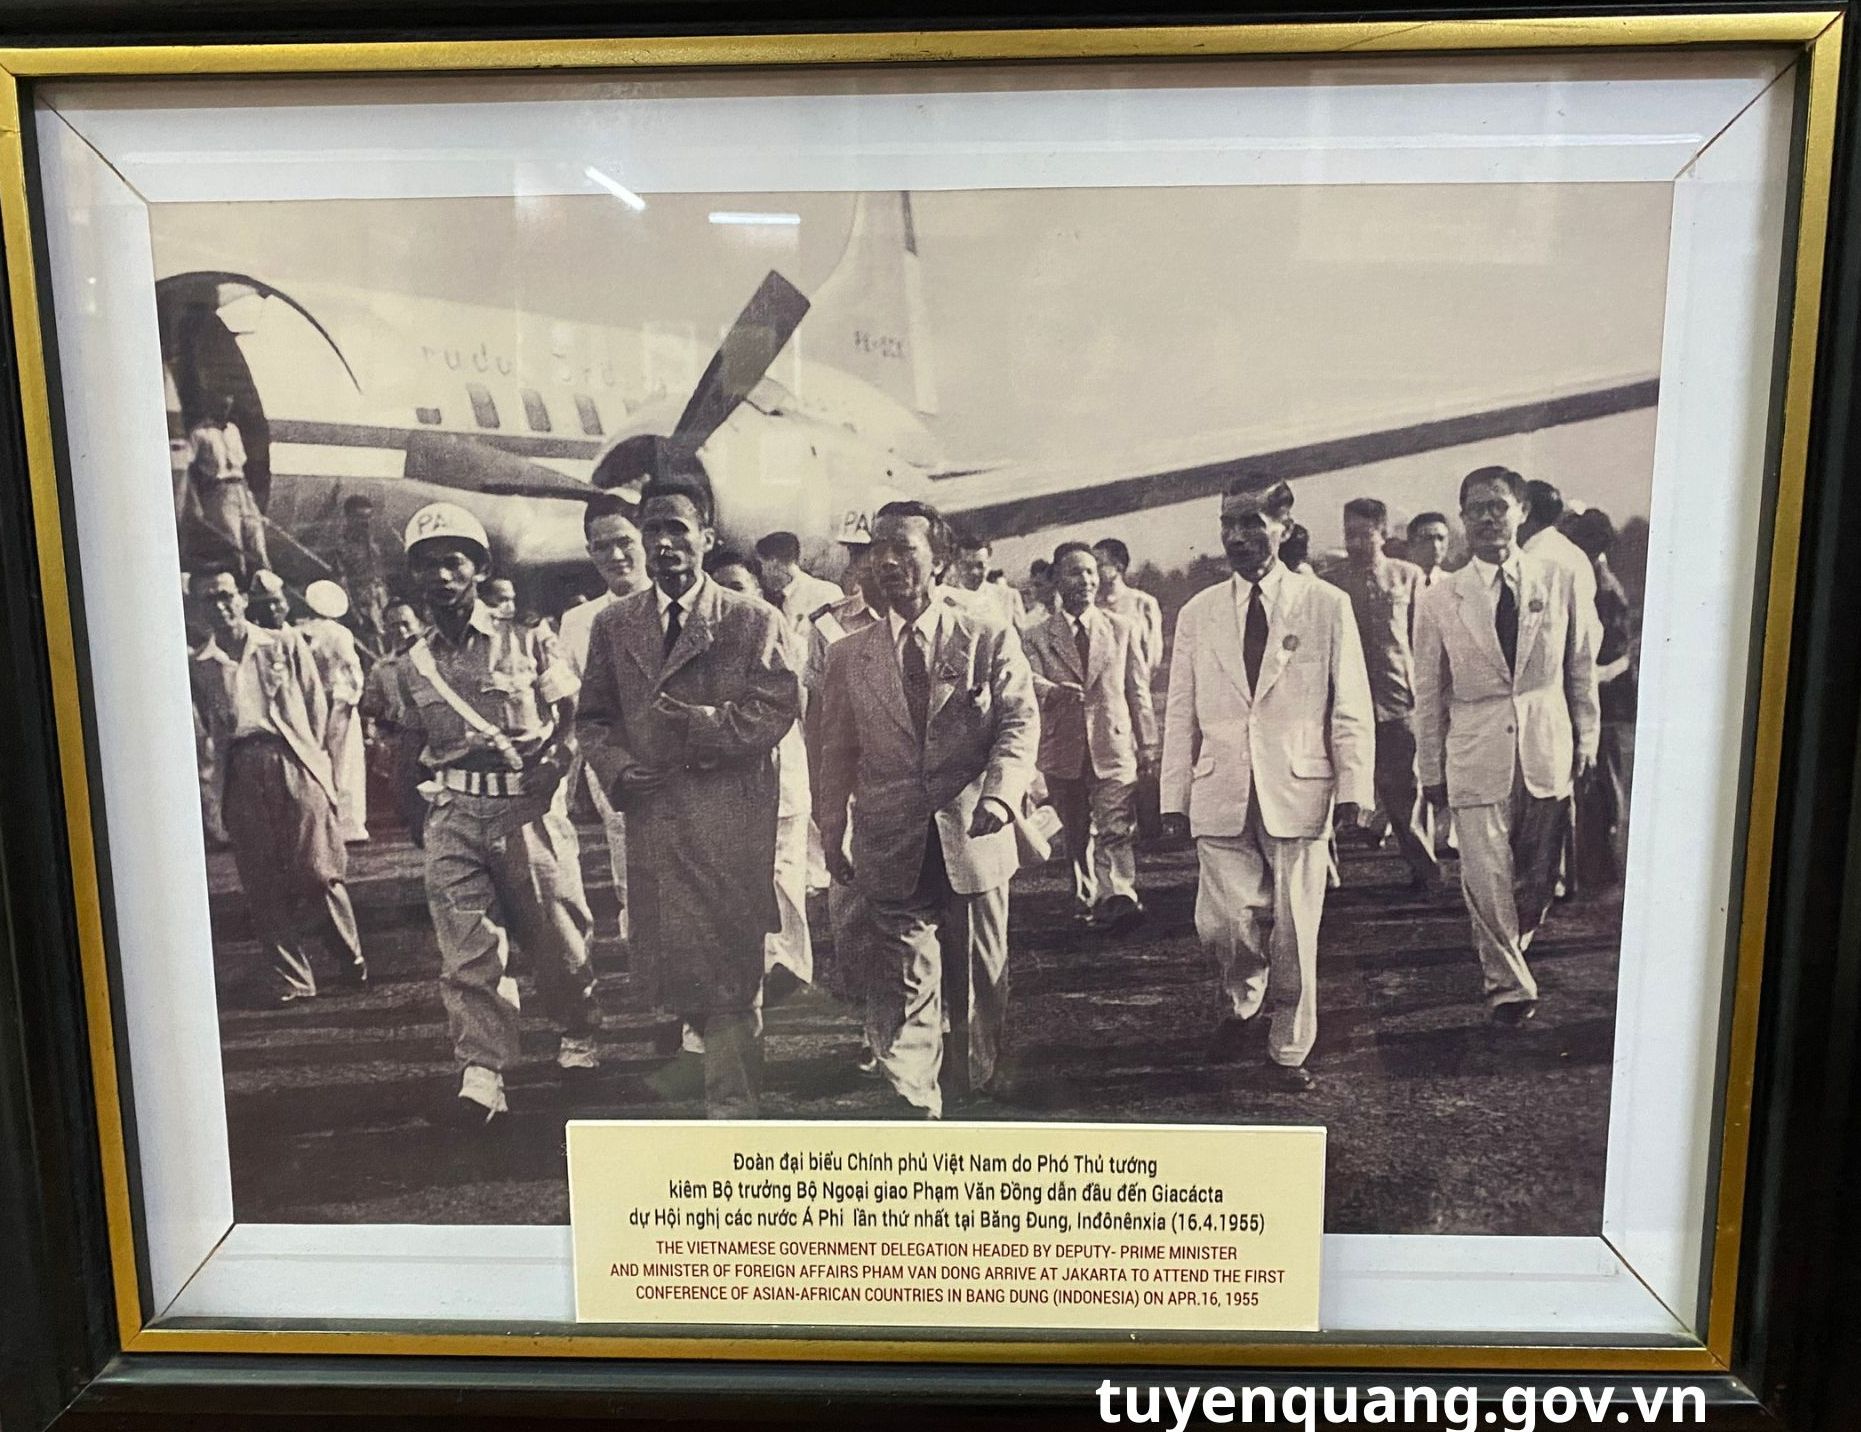 PA
PA
Đoàn đại biểu Chính phủ Việt Nam do Phó Thủ tướng
kiêm Bộ trưởng Bộ Ngoại giao Phạm Văn Đồng dẫn đầu đến Giacácta
dự Hội nghị các nước Á Phi lần thứ nhất tại Băng Đung, Inđônênxia (16.4.1955)
THE VIETNAMESE GOVERNMENT DELEGATION HEADED BY DEPUTY- PRIME MINISTER
AND MINISTER OF FOREIGN AFFAIRS PHAM VAN DONG ARRIVE AT JAKARTA TO ATTEND THE FIRST
CONFERENCE OF ASIAN-AFRICAN COUNTRIES IN BANG DUNG (INDONESIA) ON APR.16, 1955
tuyenquang.gov.vn